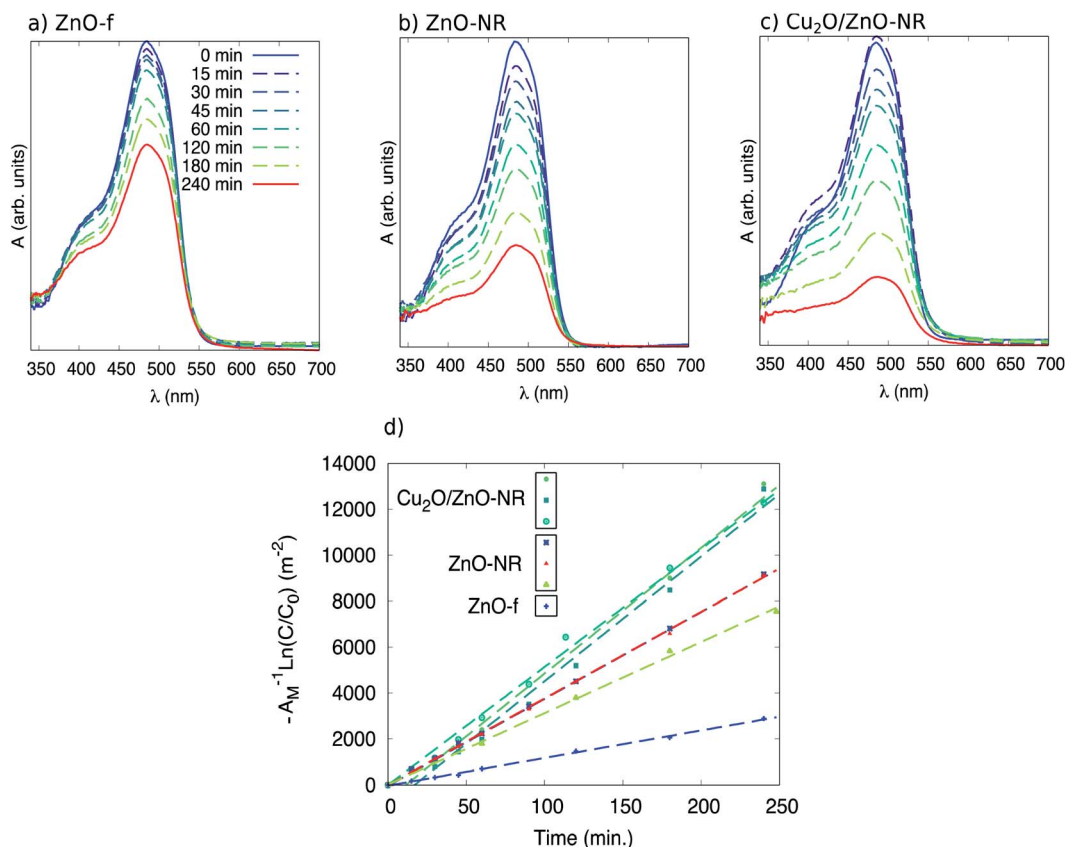 a) ZnO-f
b) ZnO-NR
c) Cu₂O/ZnO-NR
0 min
15 min
30 min
45 min
60 min
120 min
180 min
240 min
A (arb. units)
350 400 450 500 550 600 650 700
λ (nm)
A (arb. units)
350 400 450 500 550 600 650 700
λ (nm)
A (arb. units)
350 400 450 500 550 600 650 700
λ (nm)
d)
14000
12000
10000
8000
6000
4000
2000
0
-A_M⁻¹Ln(C/C₀) (m⁻²)
Cu₂O/ZnO-NR
ZnO-NR
ZnO-f
0 50 100 150 200 250
Time (min.)